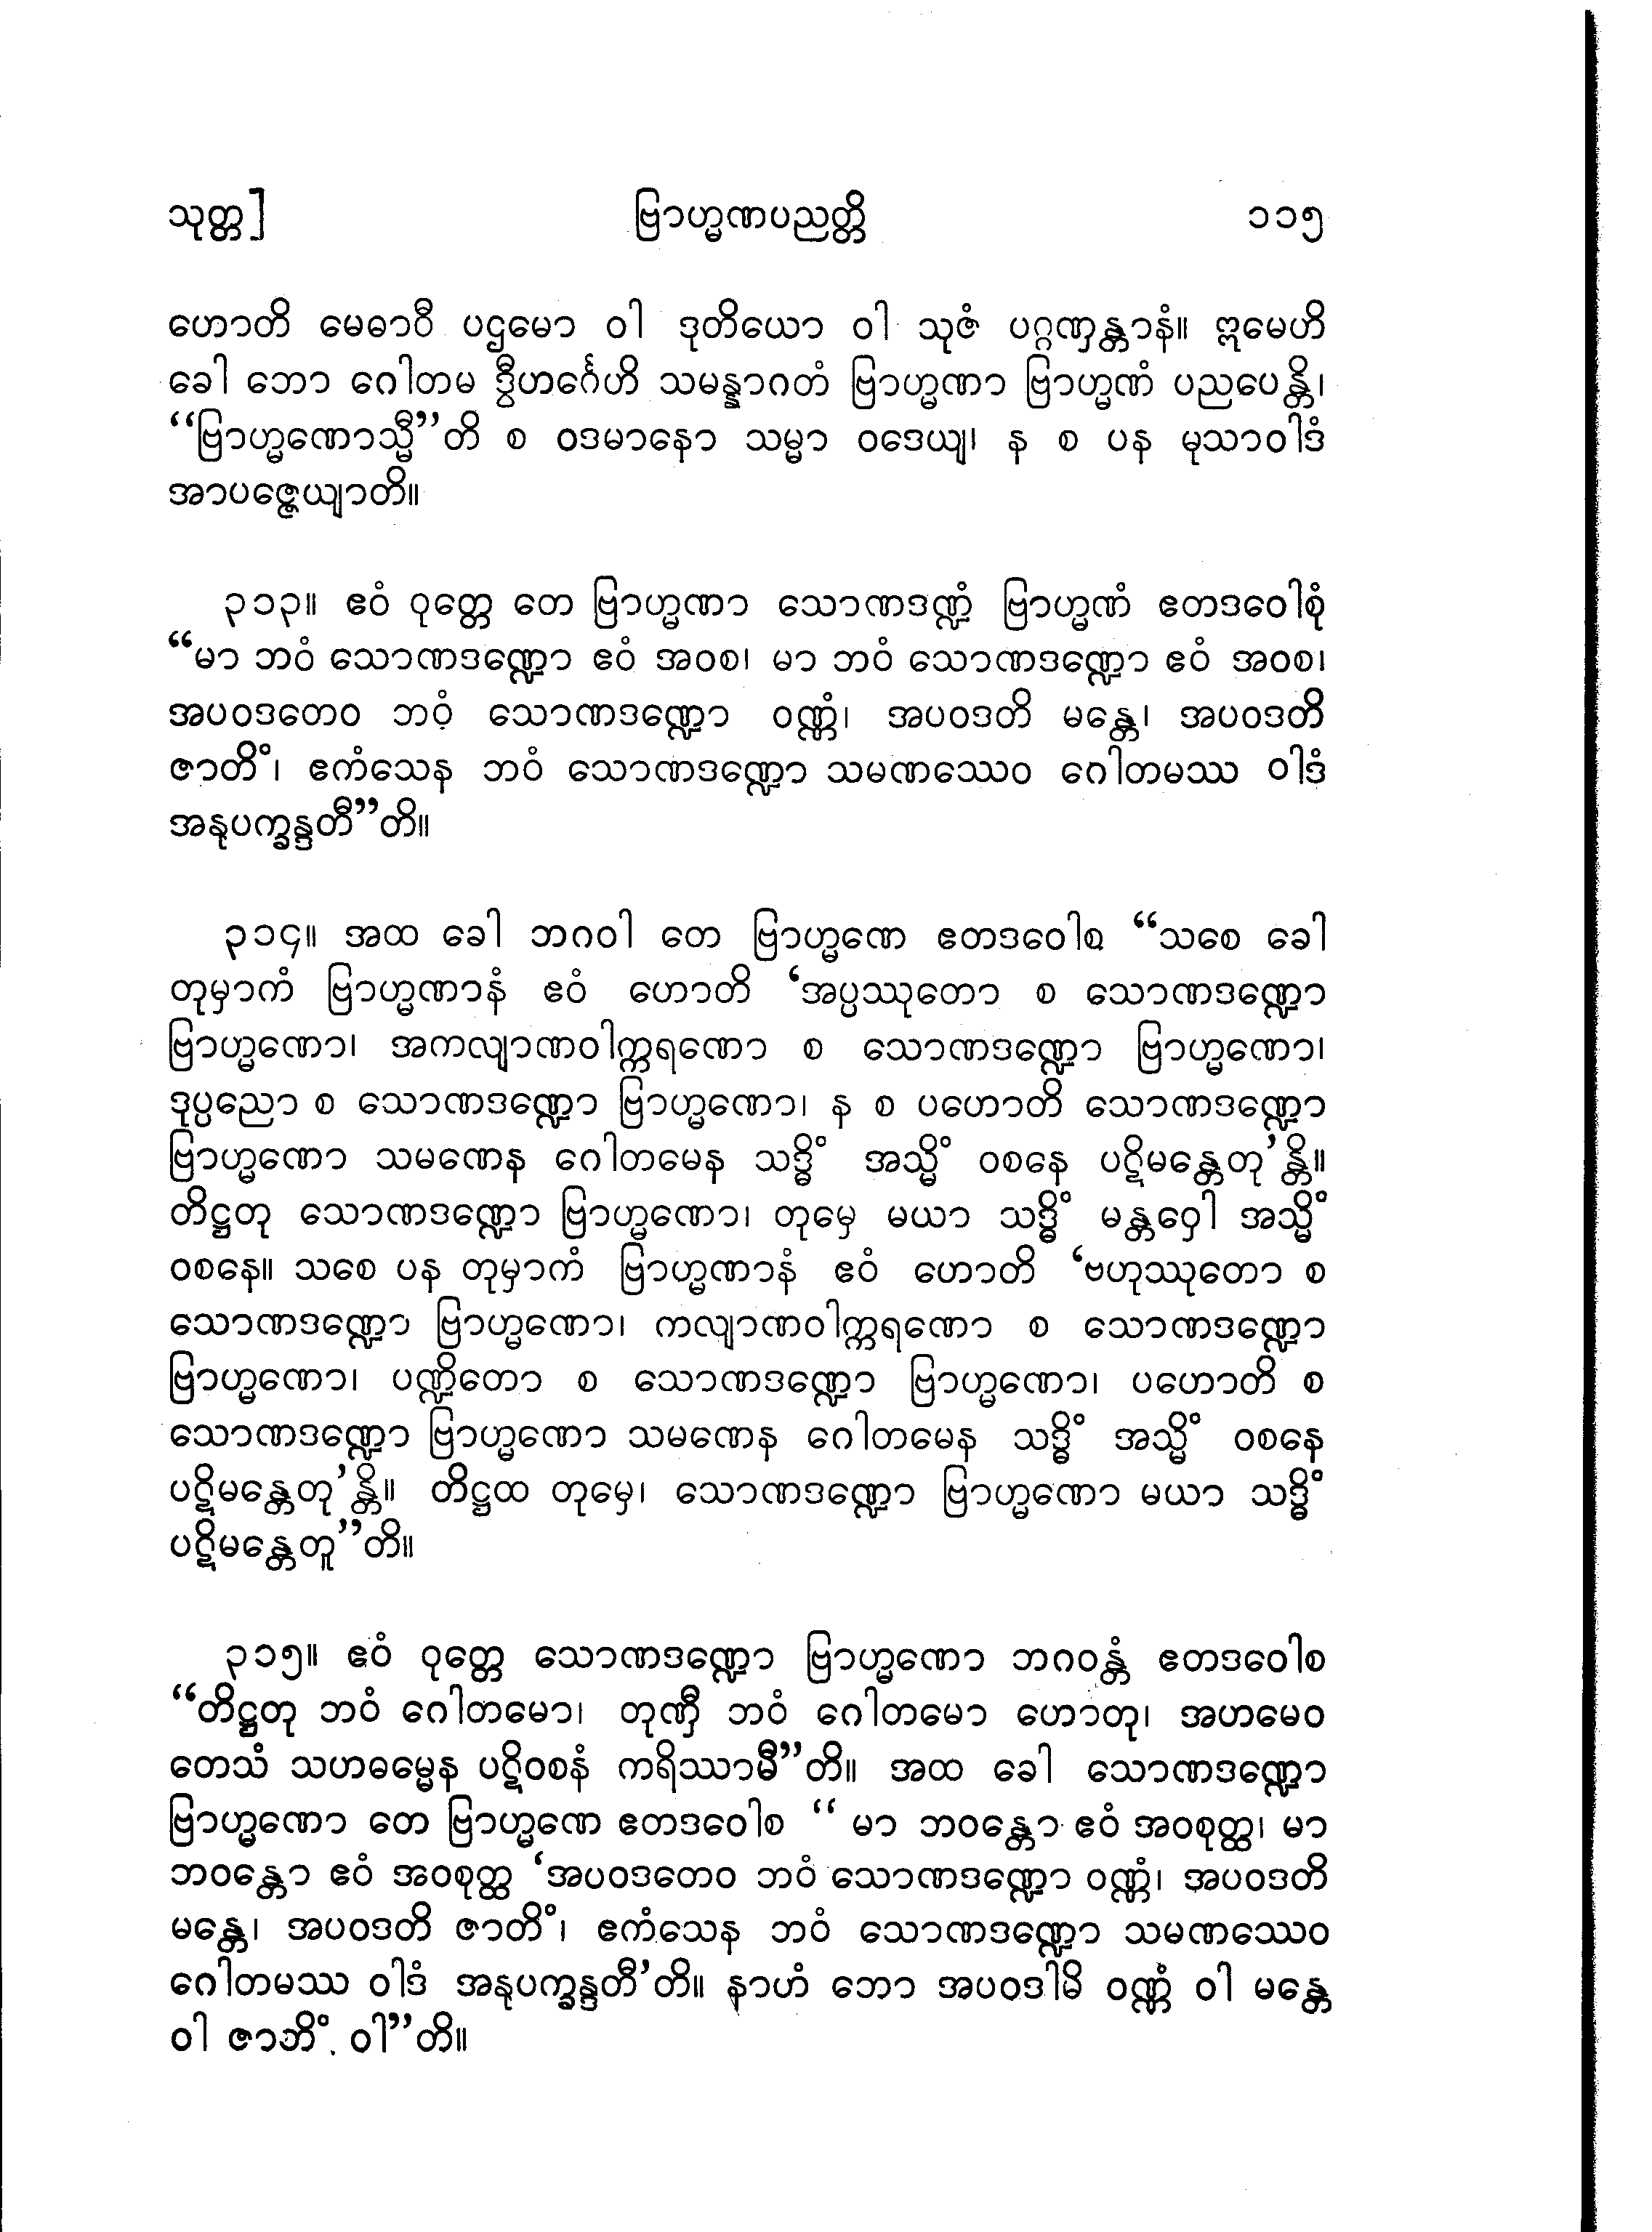 သုတ္တ] ဗြာဟ္မဏပညတ္တိ ၁၁၅
ဟောတိ မေဓာဝီ ပဌမော ဝါ ဒုတိယော ဝါ သုဇံ ပဂ္ဂဏှန္တာနံ။ ဣမေဟိ
ခေါ ဘော ဂေါတမ ဒွီဟင်္ဂေဟိ သမန္နာဂတံ ဗြာဟ္မဏာ ဗြာဟ္မဏံ ပညပေန္တိ၊
“ဗြာဟ္မဏောသ္မီ”တိ စ ဝဒမာနော သမ္မာ ဝဒေယျ၊ န စ ပန မုသာဝါဒံ
အာပဇ္ဇေယျာတိ။
၃၁၃။ ဧဝံ ဝုတ္တေ တေ ဗြာဟ္မဏာ သောဏဒဏ္ဍံ ဗြာဟ္မဏံ ဧတဒဝေါစုံ
“မာ ဘဝံ သောဏဒဏ္ဍော ဧဝံ အဝစ၊ မာ ဘဝံ သောဏဒဏ္ဍော ဧဝံ အဝစ၊
အပဝဒတေဝ ဘဝံ့ သောဏဒဏ္ဍော ဝဏ္ဏံ၊ အပဝဒတိ မန္တေ၊ အပဝဒတိ
ဇာတိံ၊ ဧကံသေန ဘဝံ သောဏဒဏ္ဍော သမဏဿေဝ ဂေါတမဿ ဝါဒံ
အနုပက္ခန္ဒတီ”တိ။
၃၁၄။ အထ ခေါ ဘဂဝါ တေ ဗြာဟ္မဏေ ဧတဒဝေါစ “သစေ ခေါ
တုမှာကံ ဗြာဟ္မဏာနံ ဧဝံ ဟောတိ ‘အပ္ပဿုတော စ သောဏဒဏ္ဍော
ဗြာဟ္မဏော၊ အကလျာဏဝါက္ကရဏော စ သောဏဒဏ္ဍော ဗြာဟ္မဏော၊
ဒုပ္ပညော စ သောဏဒဏ္ဍော ဗြာဟ္မဏော၊ န စ ပဟောတိ သောဏဒဏ္ဍော
ဗြာဟ္မဏော သမဏေန ဂေါတမေန သဒ္ဓိံ အသ္မိံ ဝစနေ ပဋိမန္တေတု’န္တိ။
တိဋ္ဌတု သောဏဒဏ္ဍော ဗြာဟ္မဏော၊ တုမှေ မယာ သဒ္ဓိံ မန္တဝှေါ အသ္မိံ
ဝစနေ။ သစေ ပန တုမှာကံ ဗြာဟ္မဏာနံ ဧဝံ ဟောတိ ‘ဗဟုဿုတော စ
သောဏဒဏ္ဍော ဗြာဟ္မဏော၊ ကလျာဏဝါက္ကရဏော စ သောဏဒဏ္ဍော
ဗြာဟ္မဏော၊ ပဏ္ဍိတော စ သောဏဒဏ္ဍော ဗြာဟ္မဏော၊ ပဟောတိ စ
သောဏဒဏ္ဍော ဗြာဟ္မဏော သမဏေန ဂေါတမေန သဒ္ဓိံ အသ္မိံ ဝစနေ
ပဋိမန္တေတု’န္တိ။ တိဋ္ဌထ တုမှေ၊ သောဏဒဏ္ဍော ဗြာဟ္မဏော မယာ သဒ္ဓိံ
ပဋိမန္တေတူ”တိ။
၃၁၅။ ဧဝံ ဝုတ္တေ သောဏဒဏ္ဍော ဗြာဟ္မဏော ဘဂဝန္တံ ဧတဒဝေါစ
“တိဋ္ဌတု ဘဝံ ဂေါတမော၊ တုဏှီ ဘဝံ ဂေါတမော ဟောတု၊ အဟမေဝ
တေသံ သဟဓမ္မေန ပဋိဝစနံ ကရိဿာမီ”တိ။ အထ ခေါ သောဏဒဏ္ဍော
ဗြာဟ္မဏော တေ ဗြာဟ္မဏေ ဧတဒဝေါစ “ မာ ဘဝန္တော ဧဝံ အဝစုတ္ထ၊ မာ
ဘဝန္တော ဧဝံ အဝစုတ္ထ ‘အပဝဒတေဝ ဘဝံ သောဏဒဏ္ဍော ဝဏ္ဏံ၊ အပဝဒတိ
မန္တေ၊ အပဝဒတိ ဇာတိံ၊ ဧကံသေန ဘဝံ သောဏဒဏ္ဍော သမဏဿေဝ
ဂေါတမဿ ဝါဒံ အနုပက္ခန္ဒတီ’တိ။ နာဟံ ဘော အပဝဒါမိ ဝဏ္ဏံ ဝါ မန္တေ
ဝါ ဇာတိံ ဝါ”တိ။